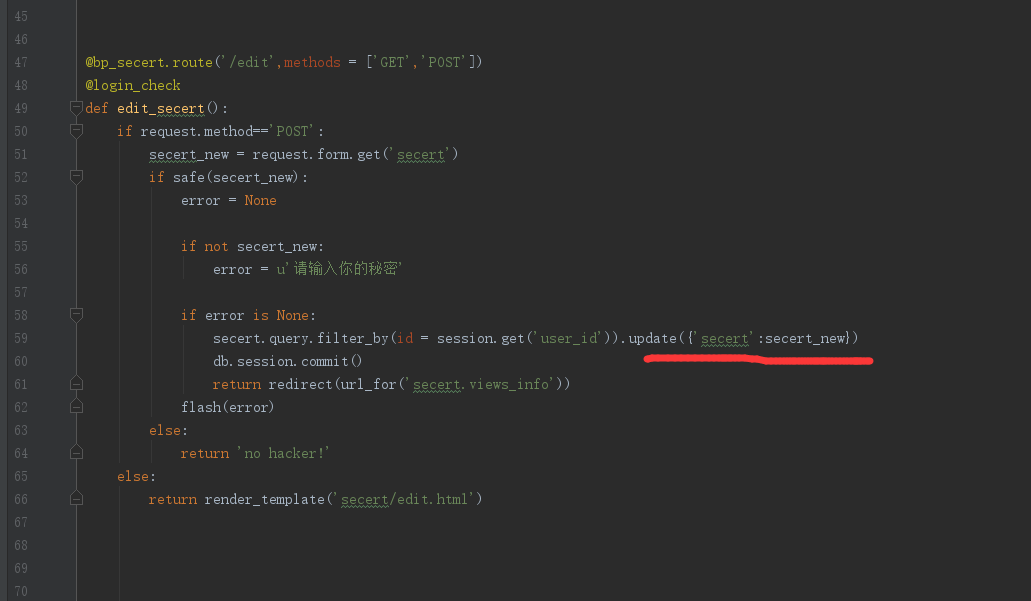 45
46
47 @bp_secert.route('/edit',methods = ['GET','POST'])
48 @login_check
49 def edit_secert():
50 if request.method=='POST':
51 secert_new = request.form.get('secert')
52 if safe(secert_new):
53 error = None
54
55 if not secert_new:
56 error = u'请输入你的秘密'
57
58 if error is None:
59 secert.query.filter_by(id = session.get('user_id')).update({'secert':secert_new})
60 db.session.commit()
61 return redirect(url_for('secert.views_info'))
62 flash(error)
63 else:
64 return 'no hacker!'
65 else:
66 return render_template('secert/edit.html')
67
68
69
70